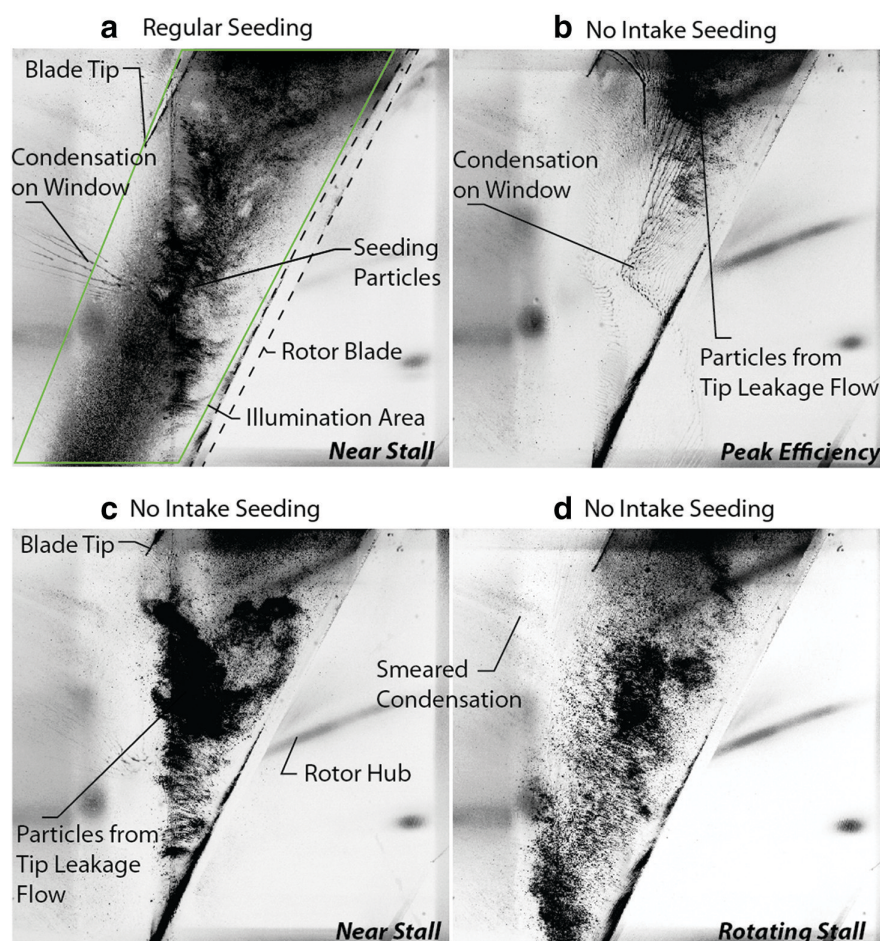 a Regular Seeding
Blade Tip
Condensation
on Window
Seeding
Particles
Rotor Blade
Illumination Area
Near Stall
b No Intake Seeding
Condensation
on Window
Particles from
Tip Leakage Flow
Peak Efficiency
c No Intake Seeding
Blade Tip
Rotor Hub
Particles from
Tip Leakage
Flow
Near Stall
d No Intake Seeding
Smeared
Condensation
Rotating Stall